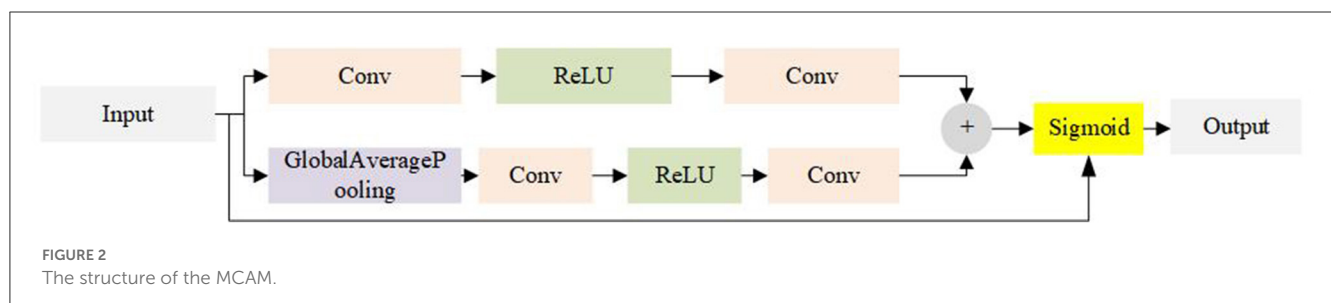 Conv
ReLU
Conv
Input
+
Sigmoid
Output
GlobalAverageP
ooling
Conv
ReLU
Conv
FIGURE 2
The structure of the MCAM.